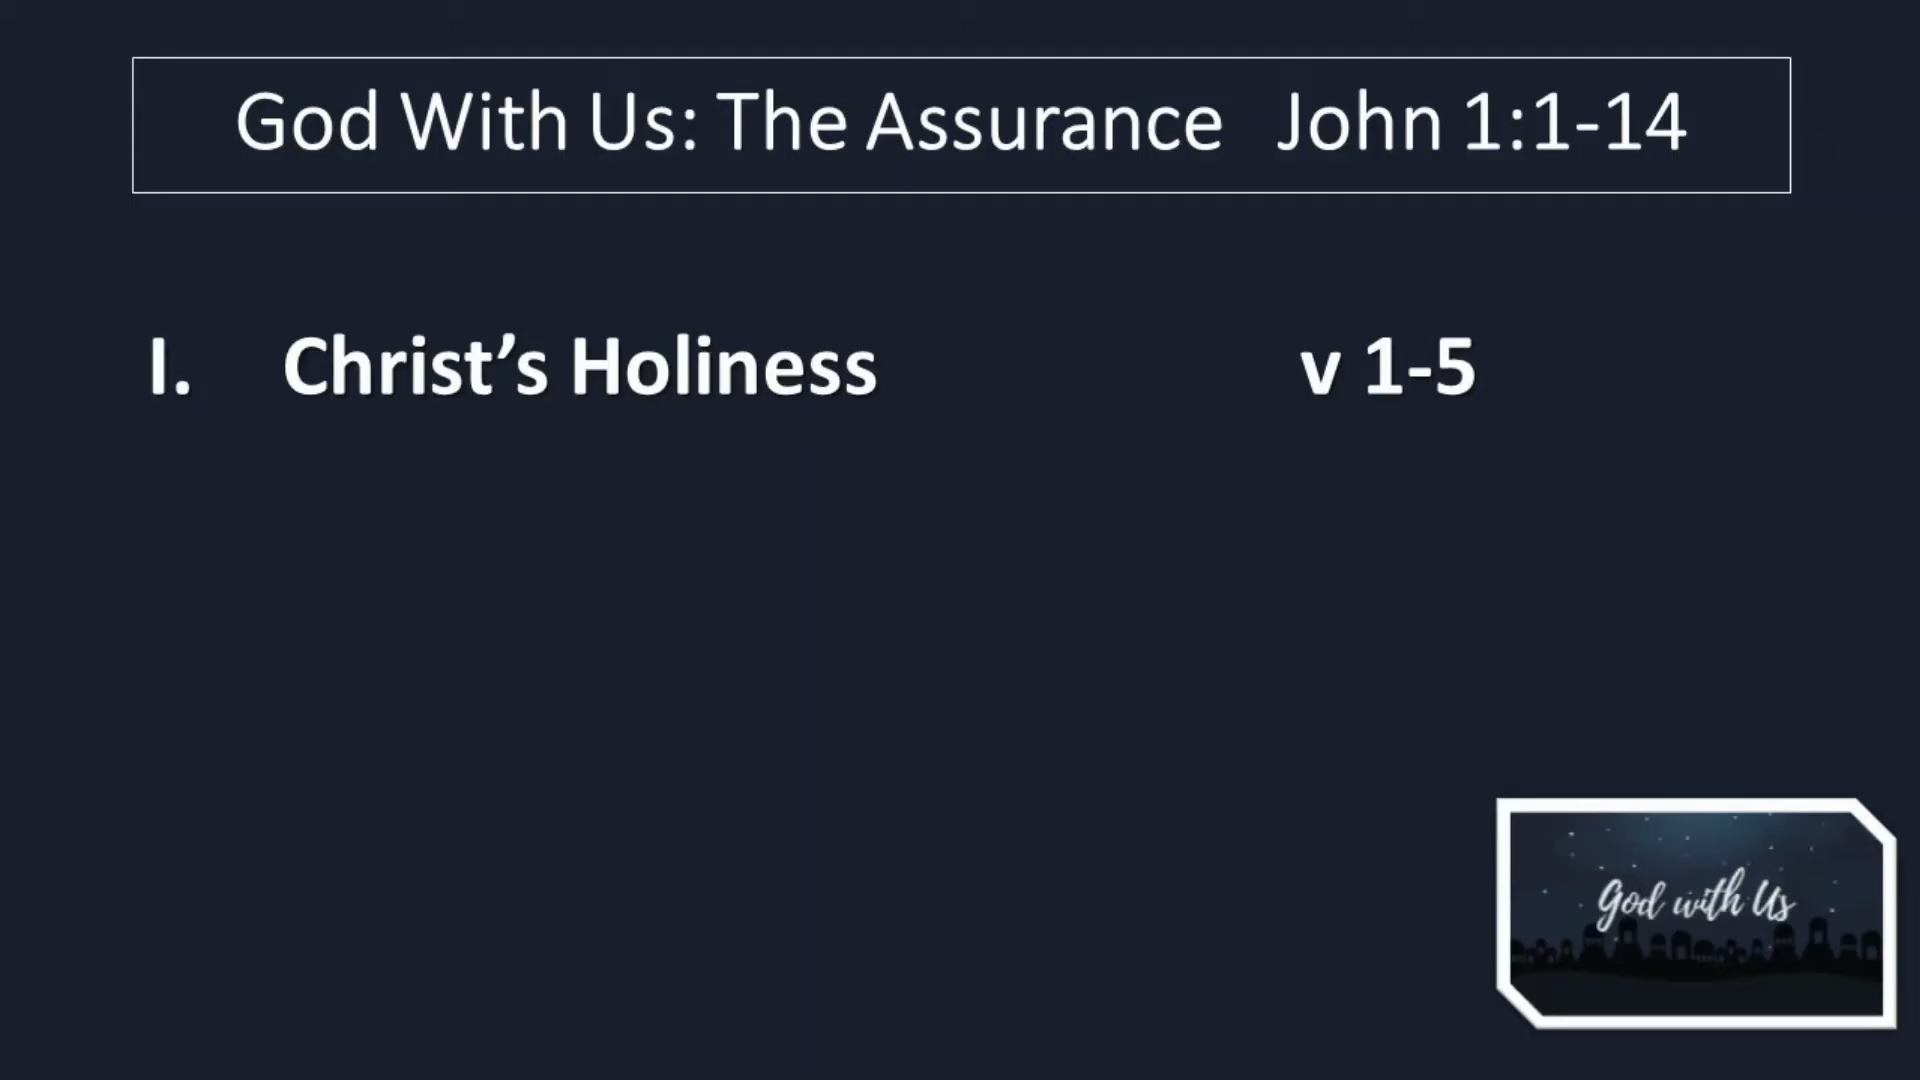 God With Us: The Assurance John 1:1-14
I. Christ’s Holiness v 1-5
God with Us